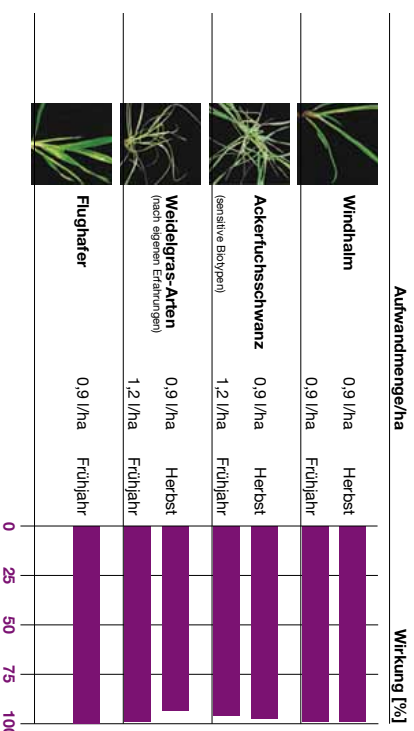 Aufwandmenge/ha Wirkung [%]
Windhalm
0,9 l/ha Herbst
0,9 l/ha Frühjahr
Ackerfuchsschwanz
(sensitive Biotypen)
0,9 l/ha Herbst
1,2 l/ha Frühjahr
Weidelgras-Arten
(nach eigenen Erfahrungen)
0,9 l/ha Herbst
1,2 l/ha Frühjahr
Flughafer
0,9 l/ha Frühjahr
0 25 50 75 100